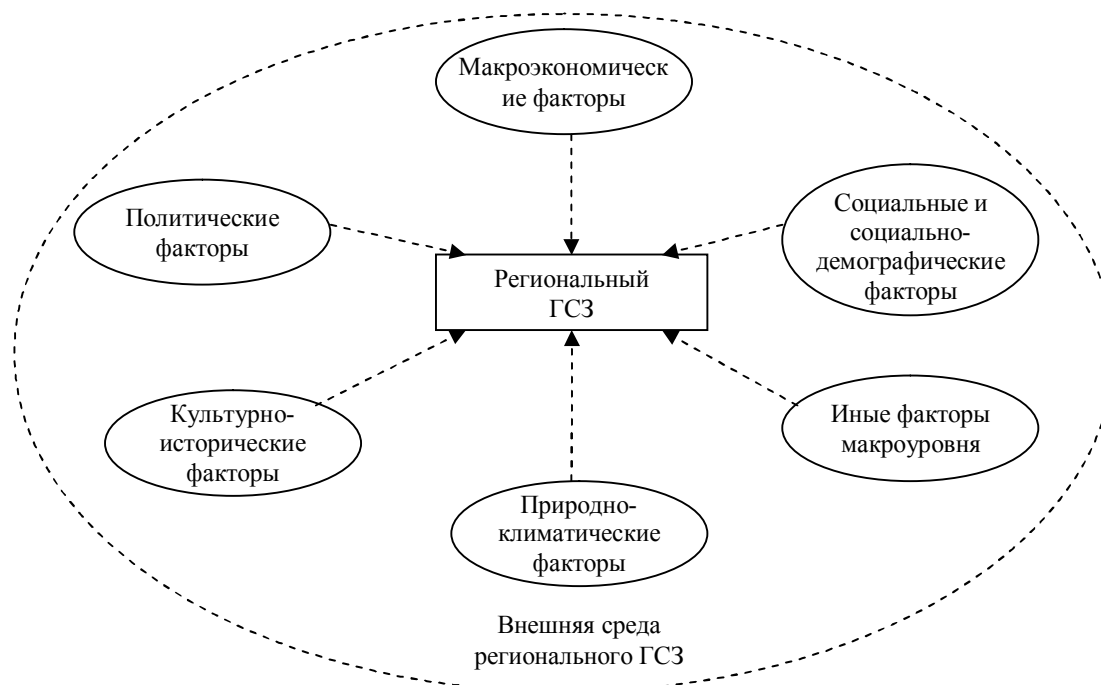 Макроэкономическ
ие факторы
Политические
факторы
Социальные и
социально-
демографические
факторы
Региональный
ГСЗ
Культурно-
исторические
факторы
Иные факторы
макроуровня
Природно-
климатические
факторы
Внешняя среда
регионального ГСЗ